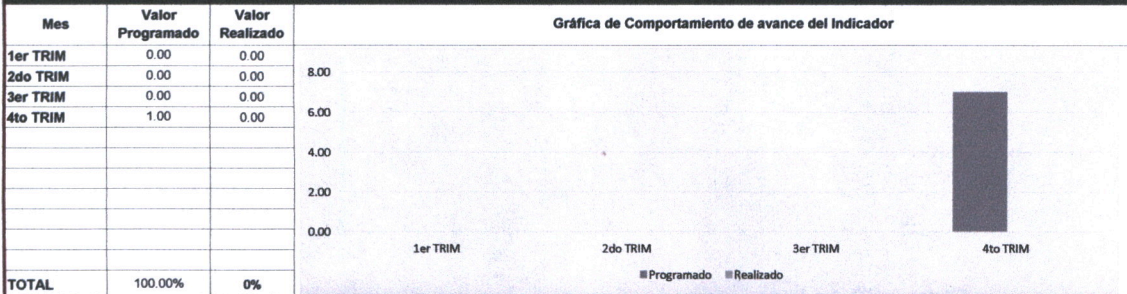 Mes Valor Programado Valor Realizado
1er TRIM 0.00 0.00
2do TRIM 0.00 0.00
3er TRIM 0.00 0.00
4to TRIM 1.00 0.00
TOTAL 100.00% 0%
Gráfica de Comportamiento de avance del Indicador
8.00
6.00
4.00
2.00
0.00
1er TRIM 2do TRIM 3er TRIM 4to TRIM
Programado Realizado